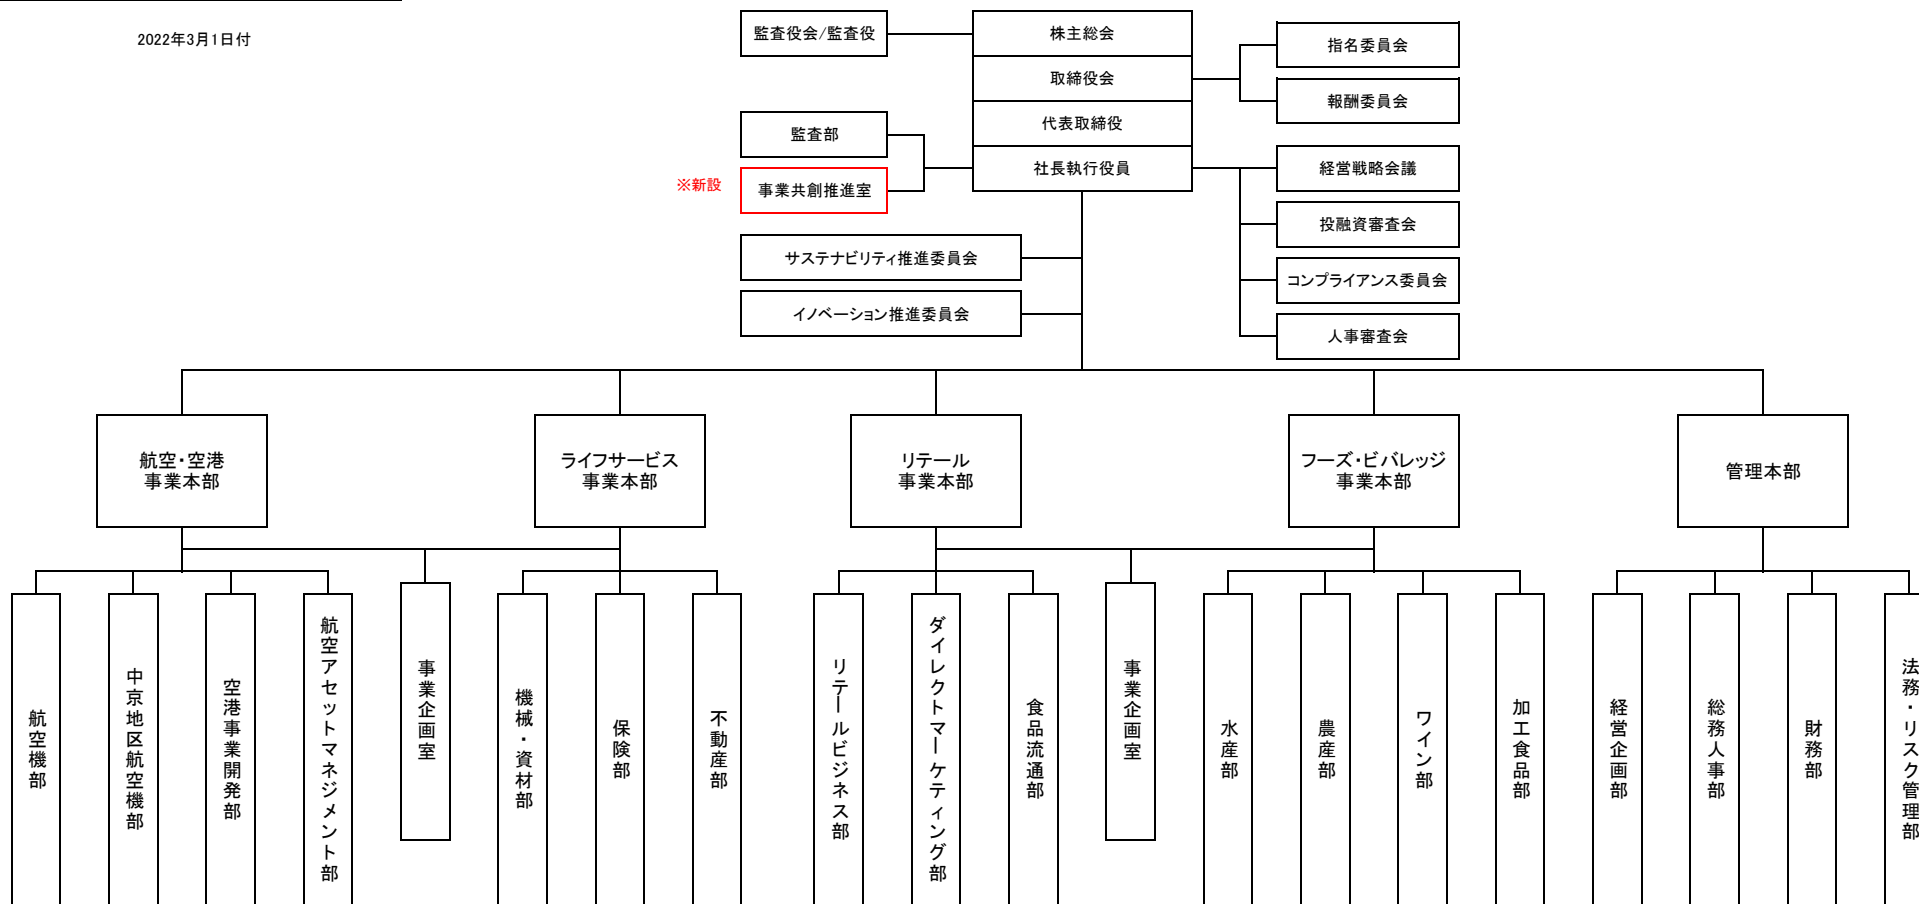 2022年3月1日付
監査役会/監査役
株主総会
取締役会
代表取締役
社長執行役員
指名委員会
報酬委員会
監査部
※新設
事業共創推進室
経営戦略会議
投融資審査会
コンプライアンス委員会
人事審査会
サステナビリティ推進委員会
イノベーション推進委員会
航空・空港
事業本部
ライフサービス
事業本部
リテール
事業本部
フーズ・ビバレッジ
事業本部
管理本部
航空機部
中京地区航空機部
空港事業開発部
航空アセットマネジメント部
事業企画室
機械・資材部
保険部
不動産部
リテールビジネス部
ダイレクトマーケティング部
食品流通部
事業企画室
水産部
農産部
ワイン部
加工食品部
経営企画部
総務人事部
財務部
法務・リスク管理部